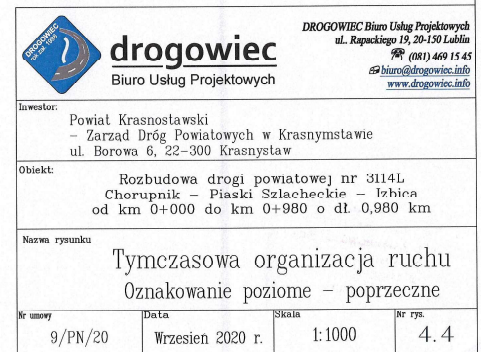 DROGOWIEC
rok zał. 1996
drogowiec
Biuro Usług Projektowych
DROGOWIEC Biuro Usług Projektowych
ul.. Rapackiego 19, 20-150 Lublin
(081) 469 15 45
biuro@drogowiec.info
www.drogowiec.info
Inwestor:
Powiat Krasnostawski
– Zarząd Dróg Powiatowych w Krasnymstawie
ul. Borowa 6, 22-300 Krasnystaw
Obiekt:
Rozbudowa drogi powiatowej nr 3114L
Chorupnik – Piaski Szlacheckie – Izbica
od km 0+000 do km 0+980 o dł. 0,980 km
Nazwa rysunku
Tymczasowa organizacja ruchu
Oznakowanie poziome – poprzeczne
Nr umowy
Data
Skala
Nr rys.
9/PN/20
Wrzesień 2020 r.
1:1000
4.4